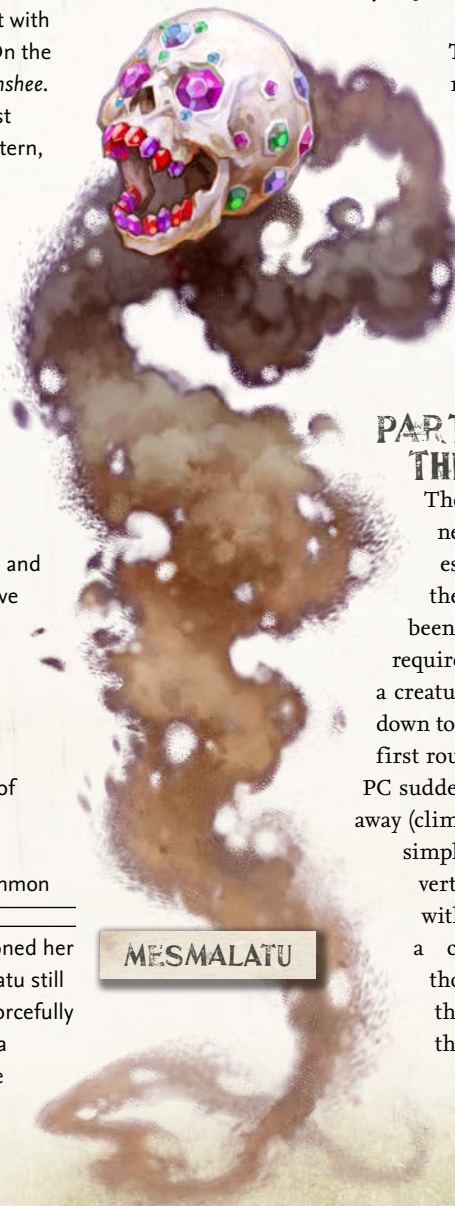 t with
On the
nshee.
st
tern,
and
ve
of
nmon
oned her
atu still
orcefully
a
e
MESMALATU
PART
THE
The
ne
es
the
been
require
a creatu
down to
first rou
PC sudde
away (clim
simpl
vert
with
a c
tho
th
th